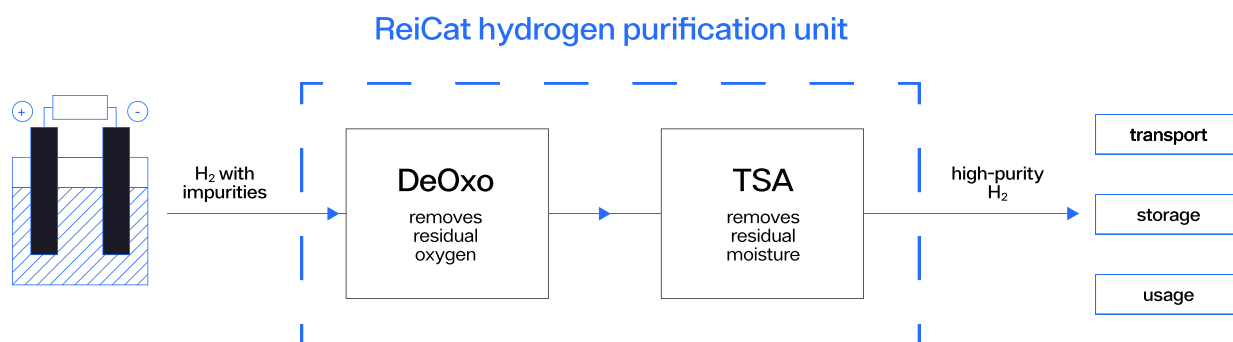 ReiCat hydrogen purification unit
+
-
H₂ with
impurities
DeOxo
removes
residual
oxygen
TSA
removes
residual
moisture
high-purity
H₂
transport
storage
usage